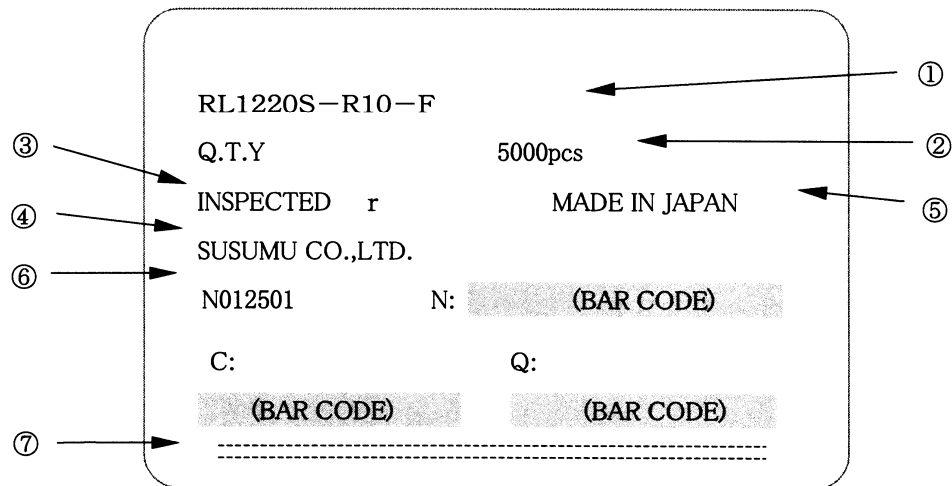 ①
RL1220S−R10−F
③ Q.T.Y 5000pcs ②
INSPECTED r MADE IN JAPAN ⑤
④
SUSUMU CO.,LTD.
⑥
N012501 N: (BAR CODE)
C: Q:
(BAR CODE) (BAR CODE)
⑦